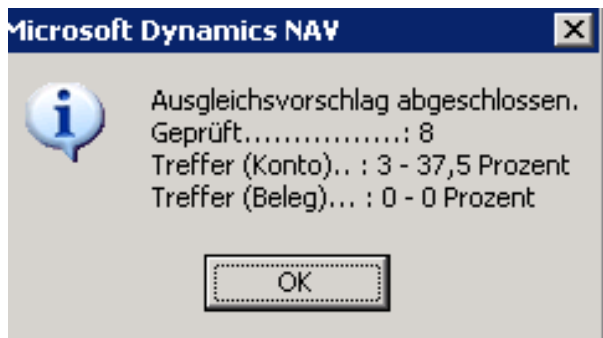 Microsoft Dynamics NAV
Ausgleichsvorschlag abgeschlossen.
Geprüft................: 8
Treffer (Konto).. : 3 - 37,5 Prozent
Treffer (Beleg)... : 0 - 0 Prozent
OK